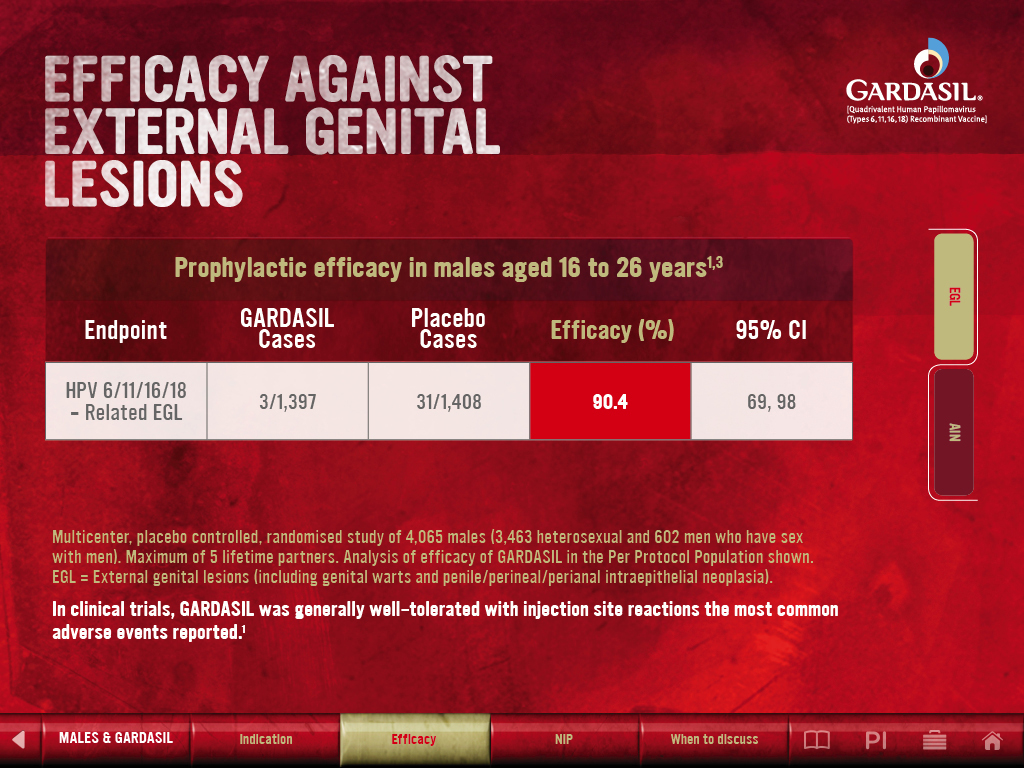 EFFICACY AGAINST
EXTERNAL GENITAL
LESIONS
GARDASIL®
[Quadrivalent Human Papillomavirus
(Types 6, 11, 16, 18) Recombinant Vaccine]
Prophylactic efficacy in males aged 16 to 26 years1,3
Endpoint
GARDASIL
Cases
Placebo
Cases
Efficacy (%)
95% CI
HPV 6/11/16/18
– Related EGL
3/1,397
31/1,408
90.4
69, 98
EGL
AIN
Multicenter, placebo controlled, randomised study of 4,065 males (3,463 heterosexual and 602 men who have sex
with men). Maximum of 5 lifetime partners. Analysis of efficacy of GARDASIL in the Per Protocol Population shown.
EGL = External genital lesions (including genital warts and penile/perineal/perianal intraepithelial neoplasia).
In clinical trials, GARDASIL was generally well–tolerated with injection site reactions the most common
adverse events reported.1
MALES & GARDASIL
Indication
Efficacy
NIP
When to discuss
PI